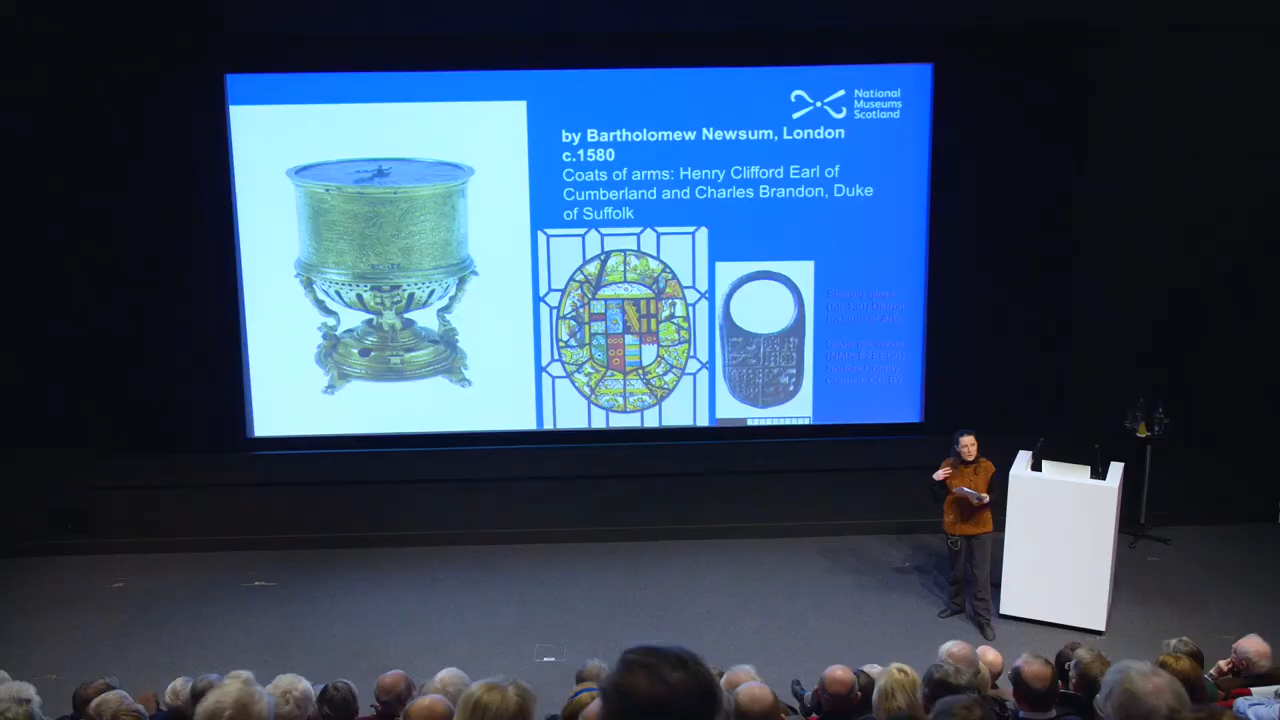 National
Museums
Scotland
by Bartholomew Newsum, London
c.1580
Coats of arms: Henry Clifford Earl of
Cumberland and Charles Brandon, Duke
of Suffolk